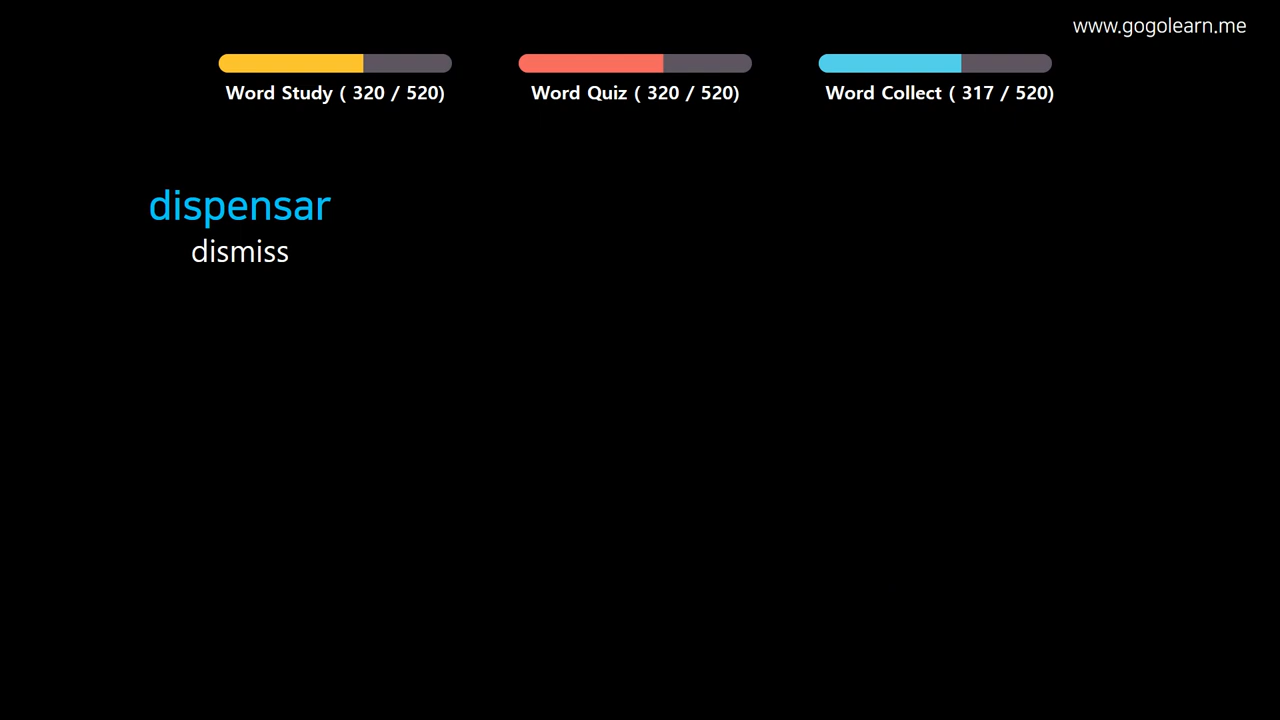 www.gogolearn.me
Word Study ( 320 / 520)
Word Quiz ( 320 / 520)
Word Collect ( 317 / 520)
dispensar
dismiss